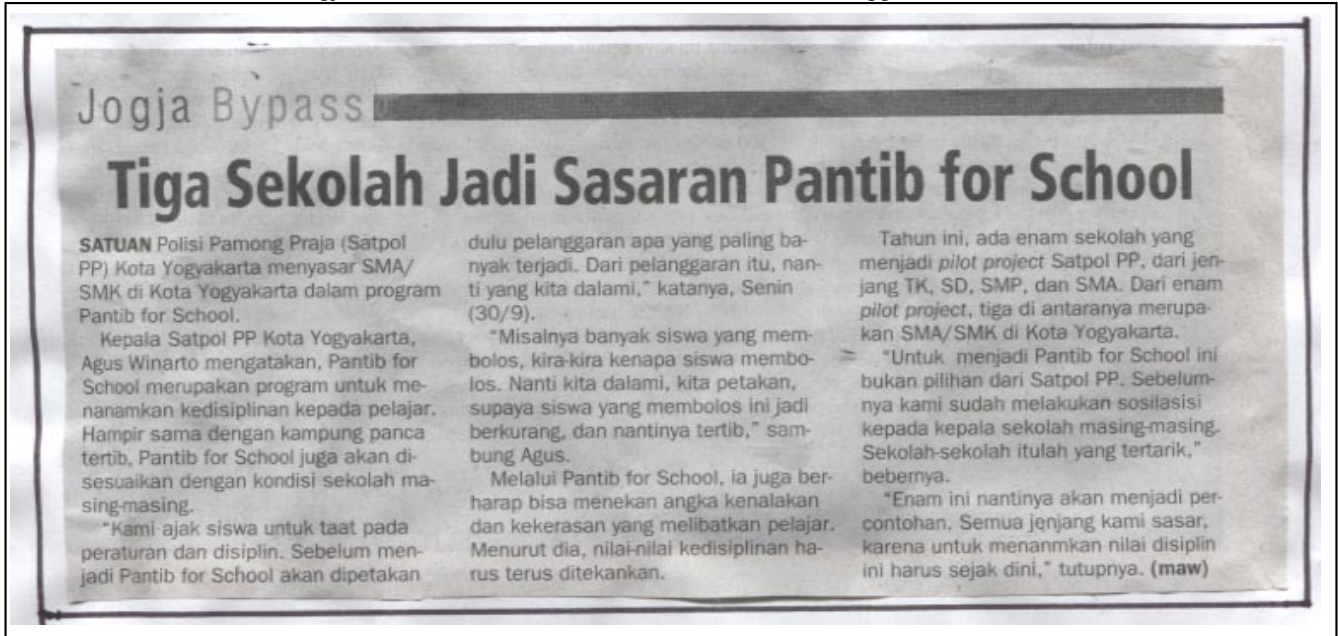 Jogja Bypass
Tiga Sekolah Jadi Sasaran Pantib for School
SATUAN Polisi Pamong Praja (Satpol
PP) Kota Yogyakarta menyasar SMA/
SMK di Kota Yogyakarta dalam program
Pantib for School.
Kepala Satpol PP Kota Yogyakarta,
Agus Winarto mengatakan, Pantib for
School merupakan program untuk me-
nanamkan kedisiplinan kepada pelajar.
Hampir sama dengan kampung panca
tertib, Pantib for School juga akan di-
sesuaikan dengan kondisi sekolah ma-
sing-masing.
"Kami ajak siswa untuk taat pada
peraturan dan disiplin. Sebelum men-
jadi Pantib for School akan dipetakan
dulu pelanggaran apa yang paling ba-
nyak terjadi. Dari pelanggaran itu, nan-
ti yang kita dalami," katanya, Senin
(30/9).
"Misalnya banyak siswa yang mem-
bolos, kira-kira kenapa siswa membo-
los. Nanti kita dalami, kita petakan,
supaya siswa yang membolos ini jadi
berkurang, dan nantinya tertib," sam-
bung Agus.
Melalui Pantib for School, ia juga ber-
harap bisa menekan angka kenalakan
dan kekerasan yang melibatkan pelajar.
Menurut dia, nilai-nilai kedisiplinan ha-
rus terus ditekankan.
Tahun ini, ada enam sekolah yang
menjadi pilot project Satpol PP, dari jen-
jang TK, SD, SMP, dan SMA. Dari enam
pilot project, tiga di antaranya merupa-
kan SMA/SMK di Kota Yogyakarta.
"Untuk menjadi Pantib for School ini
bukan pilihan dari Satpol PP. Sebelum-
nya kami sudah melakukan sosilasisi
kepada kepala sekolah masing-masing.
Sekolah-sekolah itulah yang tertarik,"
bebernya.
"Enam ini nantinya akan menjadi per-
contohan. Semua jenjang kami sasar,
karena untuk menanmkan nilai disiplin
ini harus sejak dini," tutupnya. (maw)